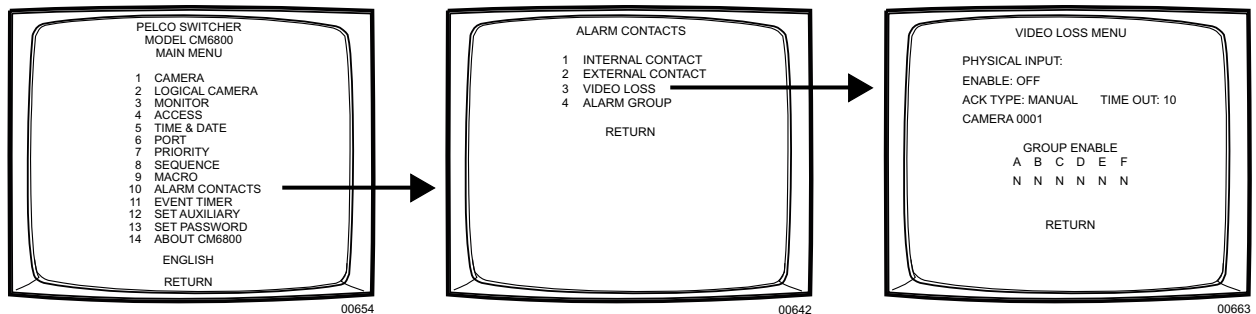 PELCO SWITCHER
MODEL CM6800
MAIN MENU
1 CAMERA
2 LOGICAL CAMERA
3 MONITOR
4 ACCESS
5 TIME & DATE
6 PORT
7 PRIORITY
8 SEQUENCE
9 MACRO
10 ALARM CONTACTS
11 EVENT TIMER
12 SET AUXILIARY
13 SET PASSWORD
14 ABOUT CM6800
ENGLISH
RETURN
00654
ALARM CONTACTS
1 INTERNAL CONTACT
2 EXTERNAL CONTACT
3 VIDEO LOSS
4 ALARM GROUP
RETURN
00642
VIDEO LOSS MENU
PHYSICAL INPUT:
ENABLE: OFF
ACK TYPE: MANUAL TIME OUT: 10
CAMERA 0001
GROUP ENABLE
A B C D E F
N N N N N N
RETURN
00663